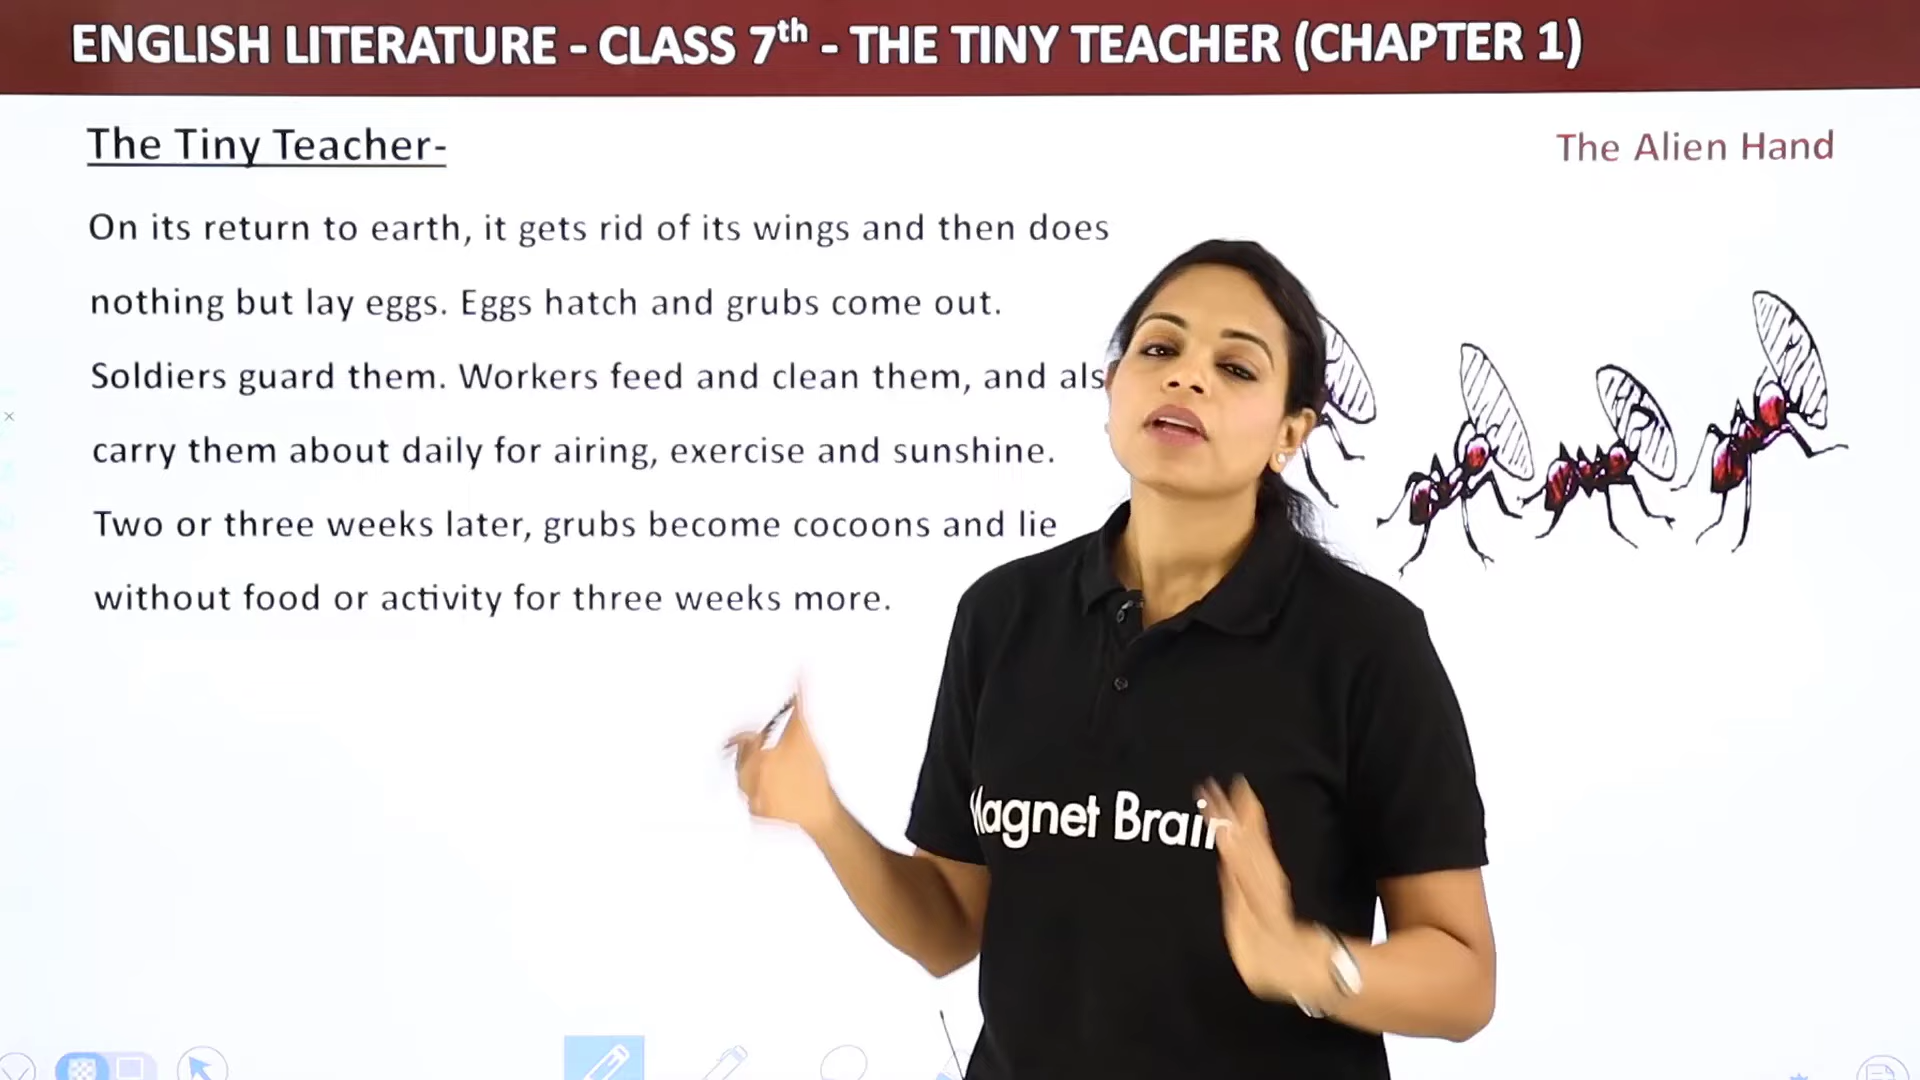 ENGLISH LITERATURE - CLASS 7th - THE TINY TEACHER (CHAPTER 1)
The Tiny Teacher-
The Alien Hand
On its return to earth, it gets rid of its wings and then does
nothing but lay eggs. Eggs hatch and grubs come out.
Soldiers guard them. Workers feed and clean them, and als
carry them about daily for airing, exercise and sunshine.
Two or three weeks later, grubs become cocoons and lie
without food or activity for three weeks more.
Magnet Brain